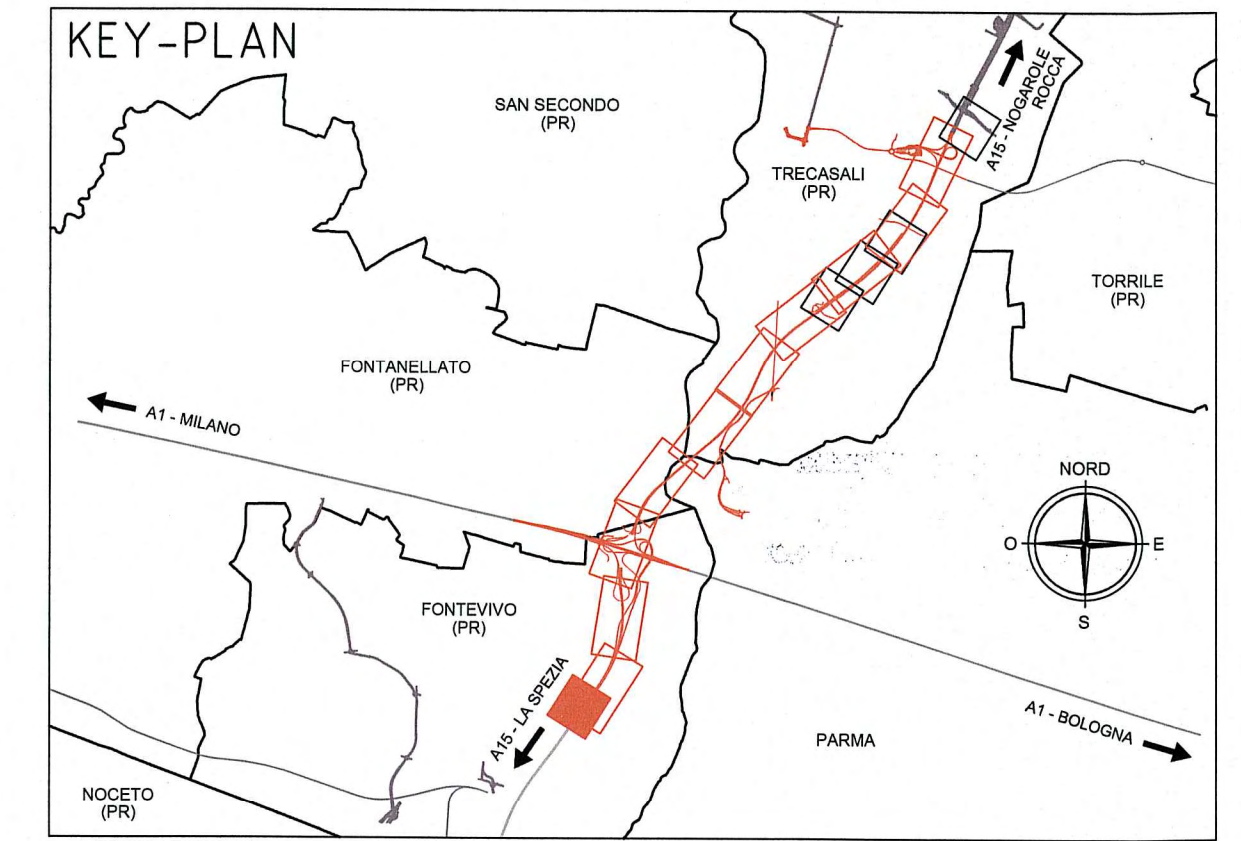 KEY-PLAN
SAN SECONDO
(PR)
A15 - NOGAROLE
ROCCA
TRECASALI
(PR)
TORRILE
(PR)
FONTANELLATO
(PR)
A1 - MILANO
NORD
O
E
S
FONTEVIVO
(PR)
A15 - LA SPEZIA
A1 - BOLOGNA
PARMA
NOCETO
(PR)